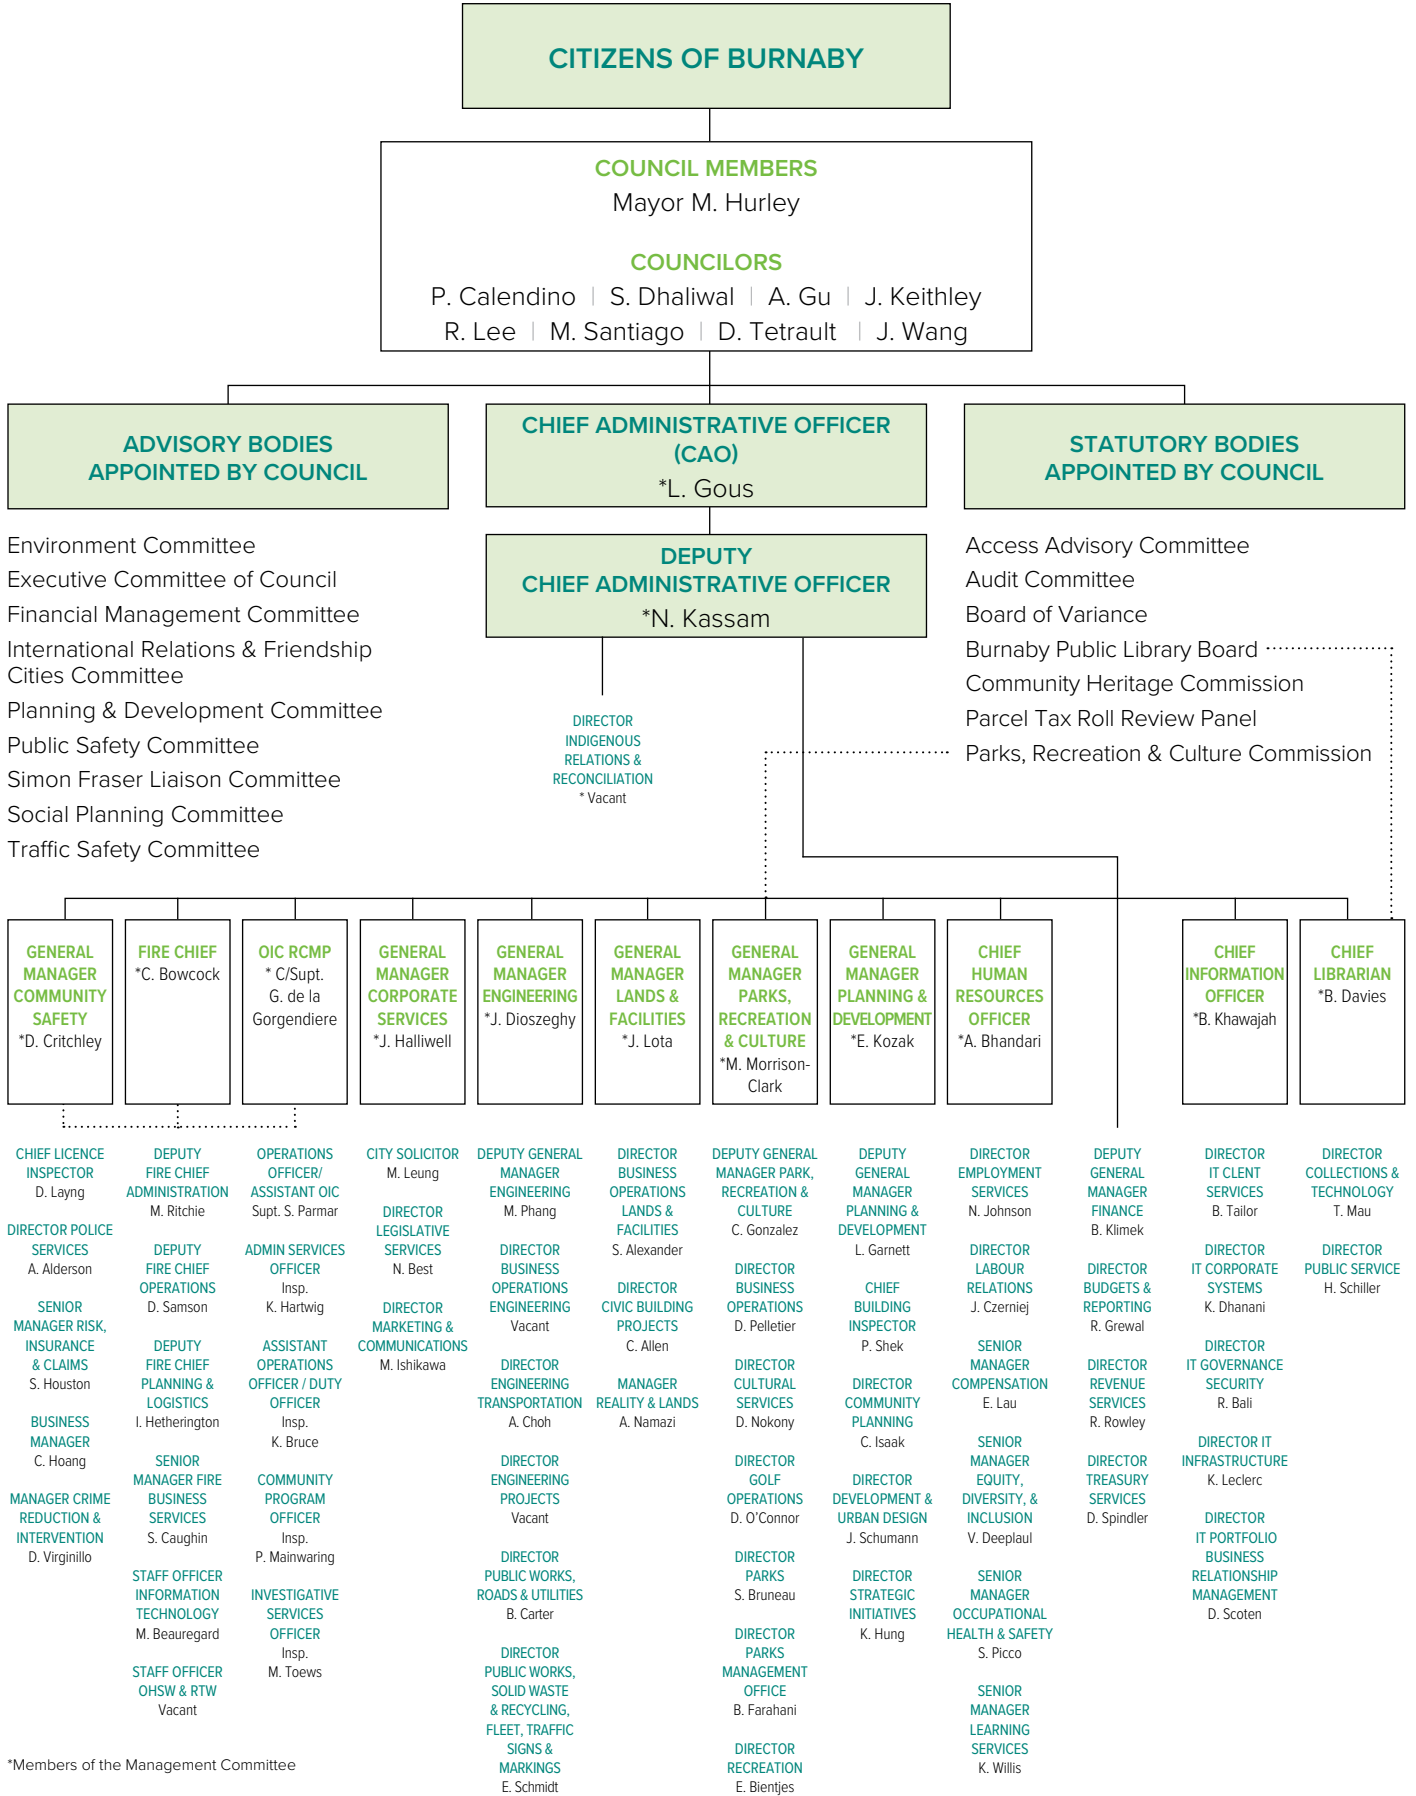 CITIZENS OF BURNABY
COUNCIL MEMBERS
Mayor M. Hurley
COUNCILORS
P. Calendino | S. Dhaliwal | A. Gu | J. Keithley
R. Lee | M. Santiago | D. Tetrault | J. Wang
ADVISORY BODIES
APPOINTED BY COUNCIL
Environment Committee
Executive Committee of Council
Financial Management Committee
International Relations & Friendship
Cities Committee
Planning & Development Committee
Public Safety Committee
Simon Fraser Liaison Committee
Social Planning Committee
Traffic Safety Committee
CHIEF ADMINISTRATIVE OFFICER
(CAO)
*L. Gous
DEPUTY
CHIEF ADMINISTRATIVE OFFICER
*N. Kassam
DIRECTOR
INDIGENOUS
RELATIONS &
RECONCILIATION
* Vacant
STATUTORY BODIES
APPOINTED BY COUNCIL
Access Advisory Committee
Audit Committee
Board of Variance
Burnaby Public Library Board
Community Heritage Commission
Parcel Tax Roll Review Panel
Parks, Recreation & Culture Commission
GENERAL
MANAGER
COMMUNITY
SAFETY
*D. Critchley
FIRE CHIEF
*C. Bowcock
OIC RCMP
* C/Supt.
G. de la
Gorgendiere
GENERAL
MANAGER
CORPORATE
SERVICES
*J. Halliwell
GENERAL
MANAGER
ENGINEERING
*J. Dioszeghy
GENERAL
MANAGER
LANDS &
FACILITIES
*J. Lota
GENERAL
MANAGER
PARKS,
RECREATION
& CULTURE
*M. Morrison-
Clark
GENERAL
MANAGER
PLANNING &
DEVELOPMENT
*E. Kozak
CHIEF
HUMAN
RESOURCES
OFFICER
*A. Bhandari
CHIEF
INFORMATION
OFFICER
*B. Khawajah
CHIEF
LIBRARIAN
*B. Davies
CHIEF LICENCE
INSPECTOR
D. Layng
DIRECTOR POLICE
SERVICES
A. Alderson
SENIOR
MANAGER RISK,
INSURANCE
& CLAIMS
S. Houston
BUSINESS
MANAGER
C. Hoang
MANAGER CRIME
REDUCTION &
INTERVENTION
D. Virginillo
DEPUTY
FIRE CHIEF
ADMINISTRATION
M. Ritchie
DEPUTY
FIRE CHIEF
OPERATIONS
D. Samson
DEPUTY
FIRE CHIEF
PLANNING &
LOGISTICS
I. Hetherington
SENIOR
MANAGER FIRE
BUSINESS
SERVICES
S. Caughin
STAFF OFFICER
INFORMATION
TECHNOLOGY
M. Beauregard
STAFF OFFICER
OHSW & RTW
Vacant
OPERATIONS
OFFICER/
ASSISTANT OIC
Supt. S. Parmar
ADMIN SERVICES
OFFICER
Insp.
K. Hartwig
ASSISTANT
OPERATIONS
OFFICER / DUTY
OFFICER
Insp.
K. Bruce
COMMUNITY
PROGRAM
OFFICER
Insp.
P. Mainwaring
INVESTIGATIVE
SERVICES
OFFICER
Insp.
M. Toews
CITY SOLICITOR
M. Leung
DIRECTOR
LEGISLATIVE
SERVICES
N. Best
DIRECTOR
MARKETING &
COMMUNICATIONS
M. Ishikawa
DEPUTY GENERAL
MANAGER
ENGINEERING
M. Phang
DIRECTOR
BUSINESS
OPERATIONS
ENGINEERING
Vacant
DIRECTOR
ENGINEERING
TRANSPORTATION
A. Choh
DIRECTOR
ENGINEERING
PROJECTS
Vacant
DIRECTOR
PUBLIC WORKS,
ROADS & UTILITIES
B. Carter
DIRECTOR
PUBLIC WORKS,
SOLID WASTE
& RECYCLING,
FLEET, TRAFFIC
SIGNS &
MARKINGS
E. Schmidt
DIRECTOR
BUSINESS
OPERATIONS
LANDS &
FACILITIES
S. Alexander
DIRECTOR
CIVIC BUILDING
PROJECTS
C. Allen
MANAGER
REALITY & LANDS
A. Namazi
DEPUTY GENERAL
MANAGER PARK,
RECREATION &
CULTURE
C. Gonzalez
DIRECTOR
BUSINESS
OPERATIONS
D. Pelletier
DIRECTOR
CULTURAL
SERVICES
D. Nokony
DIRECTOR
GOLF
OPERATIONS
D. O'Connor
DIRECTOR
PARKS
S. Bruneau
DIRECTOR
PARKS
MANAGEMENT
OFFICE
B. Farahani
DIRECTOR
RECREATION
E. Bientjes
DEPUTY
GENERAL
MANAGER
PLANNING &
DEVELOPMENT
L. Garnett
CHIEF
BUILDING
INSPECTOR
P. Shek
DIRECTOR
COMMUNITY
PLANNING
C. Isaak
DIRECTOR
DEVELOPMENT &
URBAN DESIGN
J. Schumann
DIRECTOR
STRATEGIC
INITIATIVES
K. Hung
DIRECTOR
EMPLOYMENT
SERVICES
N. Johnson
DIRECTOR
LABOUR
RELATIONS
J. Czerniej
SENIOR
MANAGER
COMPENSATION
E. Lau
SENIOR
MANAGER
EQUITY,
DIVERSITY, &
INCLUSION
V. Deeplaul
SENIOR
MANAGER
OCCUPATIONAL
HEALTH & SAFETY
S. Picco
SENIOR
MANAGER
LEARNING
SERVICES
K. Willis
DEPUTY
GENERAL
MANAGER
FINANCE
B. Klimek
DIRECTOR
BUDGETS &
REPORTING
R. Grewal
DIRECTOR
REVENUE
SERVICES
R. Rowley
DIRECTOR
TREASURY
SERVICES
D. Spindler
DIRECTOR
IT CLENT
SERVICES
B. Tailor
DIRECTOR
IT CORPORATE
SYSTEMS
K. Dhanani
DIRECTOR
IT GOVERNANCE
SECURITY
R. Bali
DIRECTOR IT
INFRASTRUCTURE
K. Leclerc
DIRECTOR
IT PORTFOLIO
BUSINESS
RELATIONSHIP
MANAGEMENT
D. Scoten
DIRECTOR
COLLECTIONS &
TECHNOLOGY
T. Mau
DIRECTOR
PUBLIC SERVICE
H. Schiller
*Members of the Management Committee